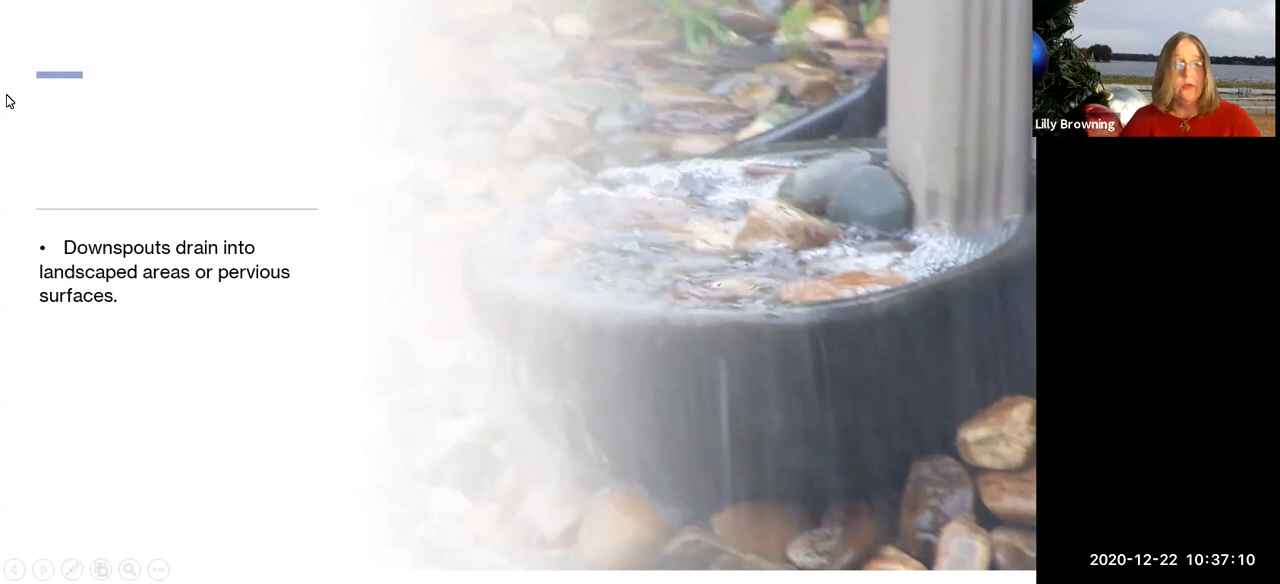 Lilly Browning
• Downspouts drain into
landscaped areas or pervious
surfaces.
2020-12-22 10:37:10